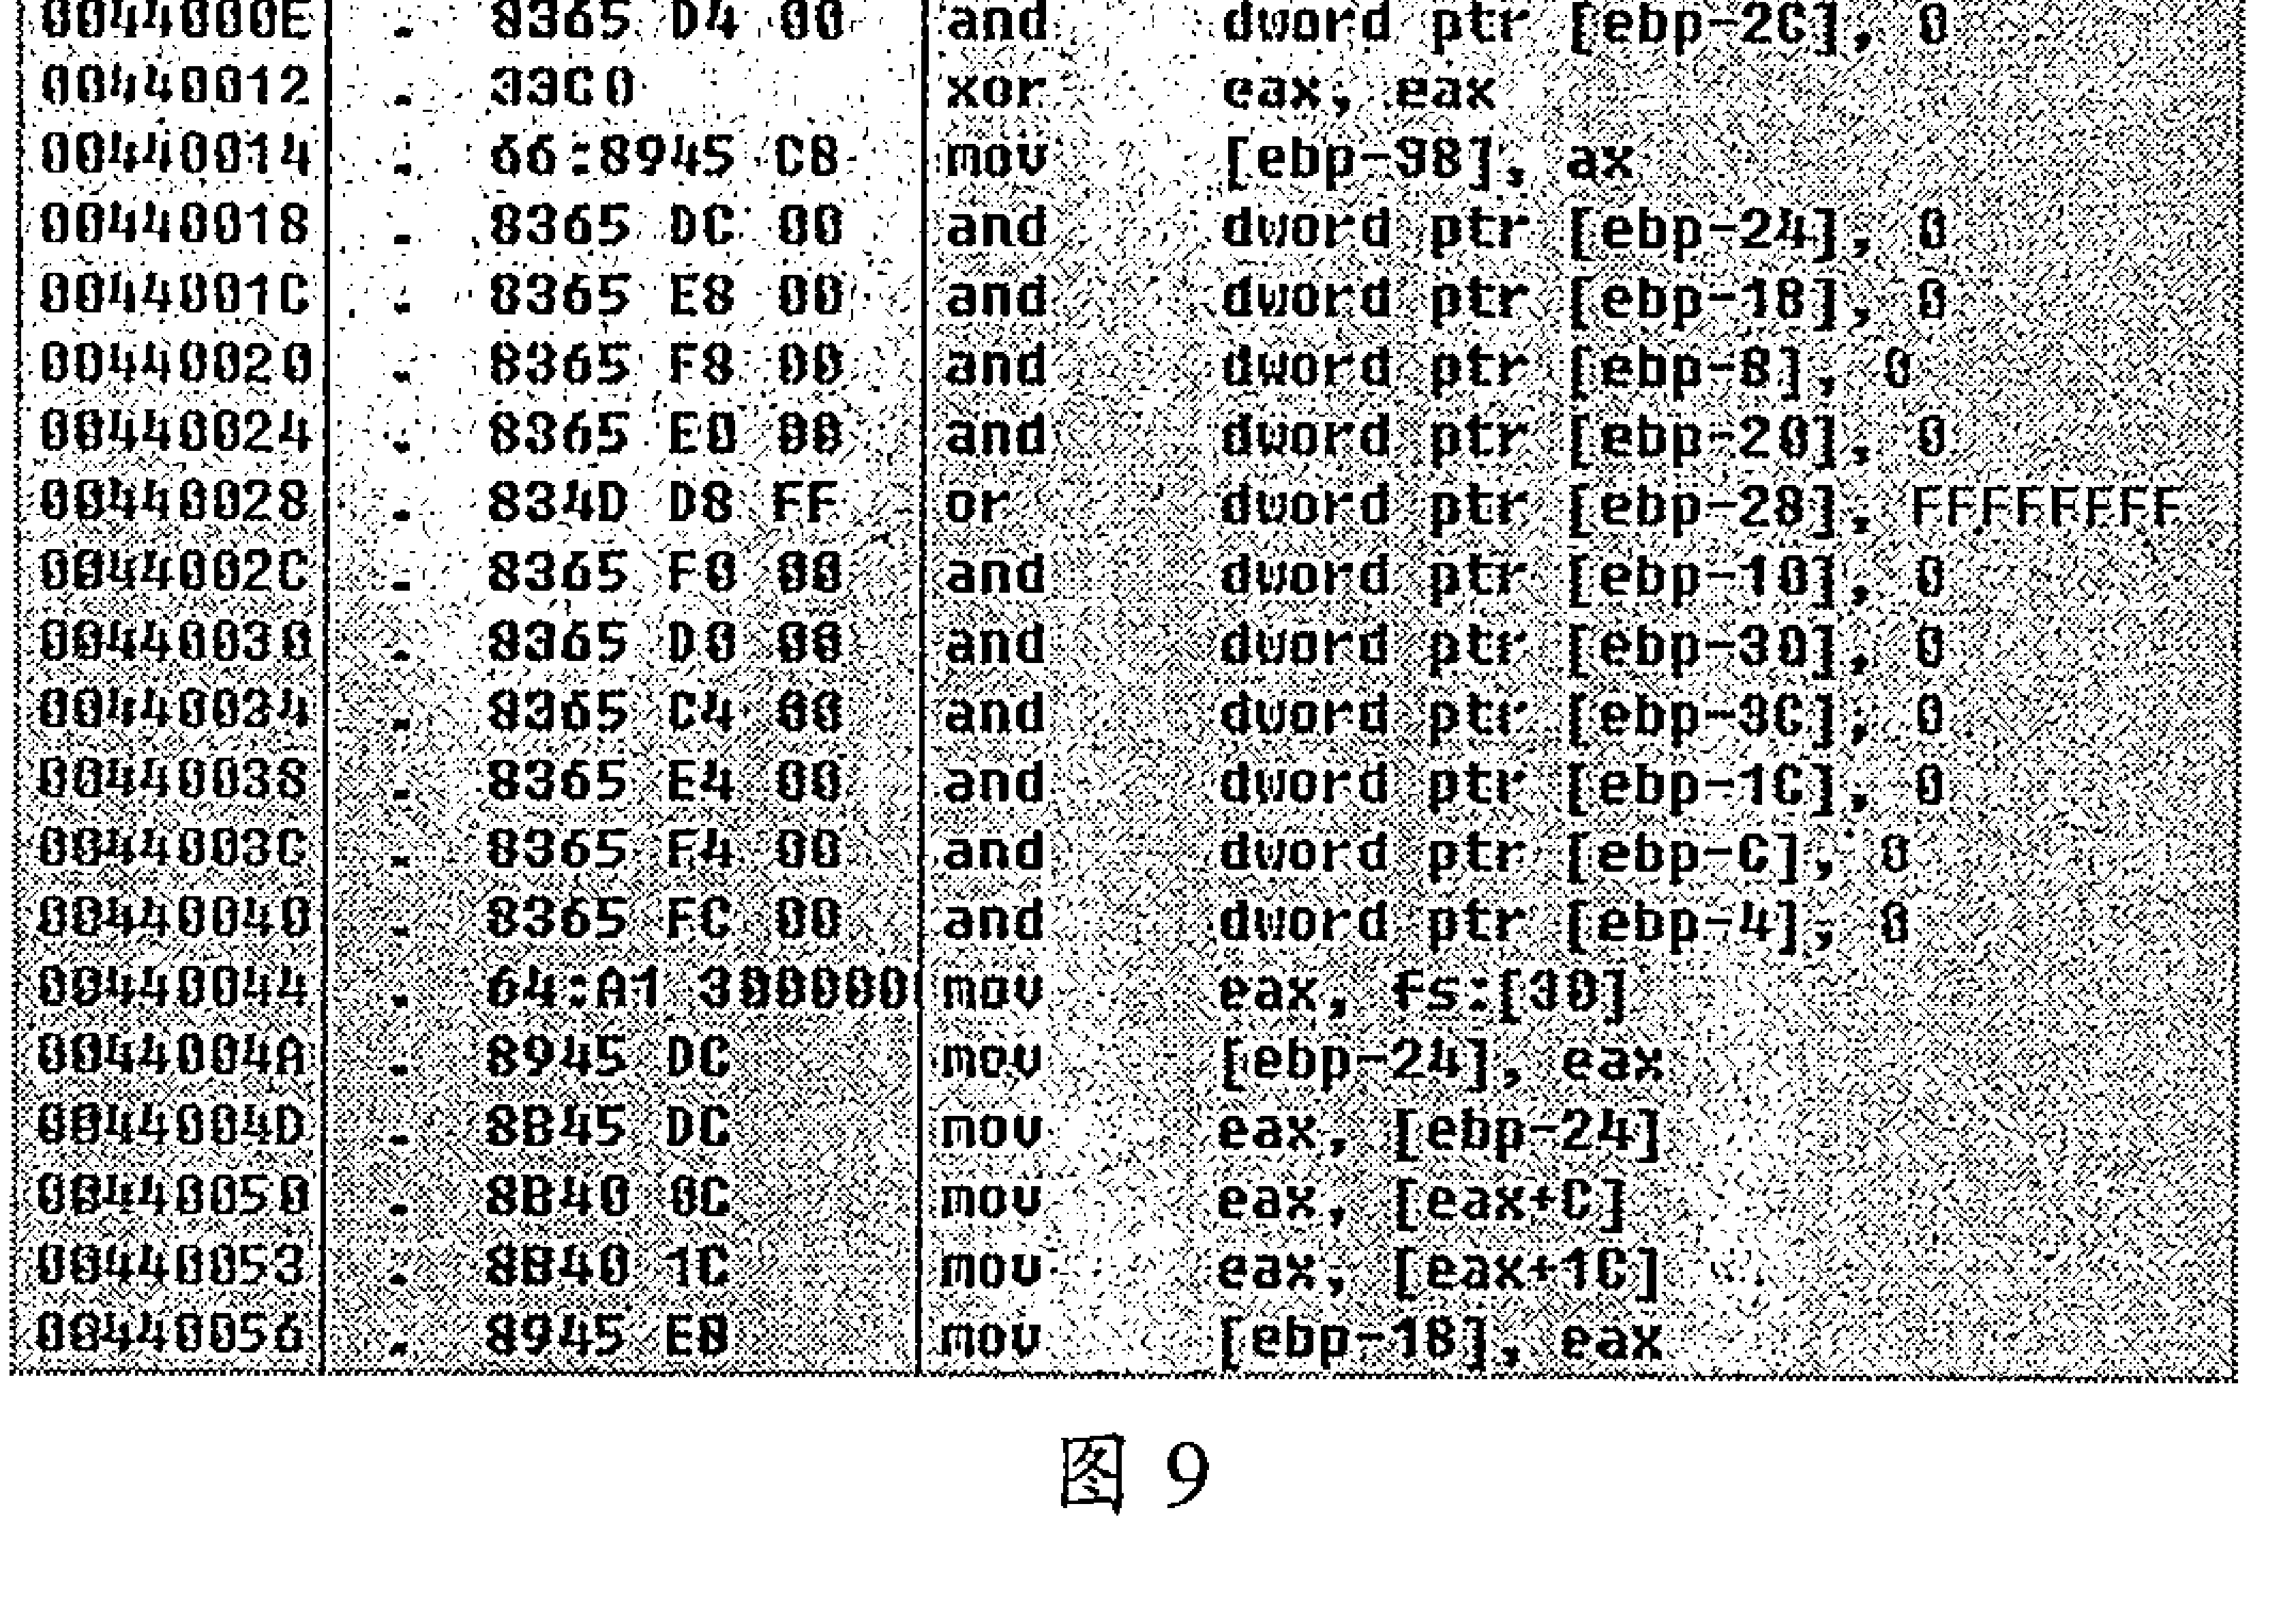 0044000E . 8365 D4 00 and dword ptr [ebp-2C], 0
00440012 . 33C0 xor eax, eax
00440014 . 66:8945 C8 mov [ebp-38], ax
00440018 . 8365 DC 00 and dword ptr [ebp-24], 0
0044001C . 8365 E8 00 and dword ptr [ebp-18], 0
00440020 . 8365 F8 00 and dword ptr [ebp-8], 0
00440024 . 8365 E0 00 and dword ptr [ebp-20], 0
00440028 . 834D D8 FF or dword ptr [ebp-28], FFFFFFFF
0044002C . 8365 F0 00 and dword ptr [ebp-10], 0
00440030 . 8365 D0 00 and dword ptr [ebp-30], 0
00440034 . 8365 C4 00 and dword ptr [ebp-3C], 0
00440038 . 8365 E4 00 and dword ptr [ebp-1C], 0
0044003C . 8365 F4 00 and dword ptr [ebp-C], 0
00440040 . 8365 FC 00 and dword ptr [ebp-4], 0
00440044 . 64:A1 300000 mov eax, fs:[30]
0044004A . 8945 DC mov [ebp-24], eax
0044004D . 8B45 DC mov eax, [ebp-24]
00440050 . 8B40 0C mov eax, [eax+C]
00440053 . 8B40 1C mov eax, [eax+1C]
00440056 . 8945 E8 mov [ebp-18], eax
图 9